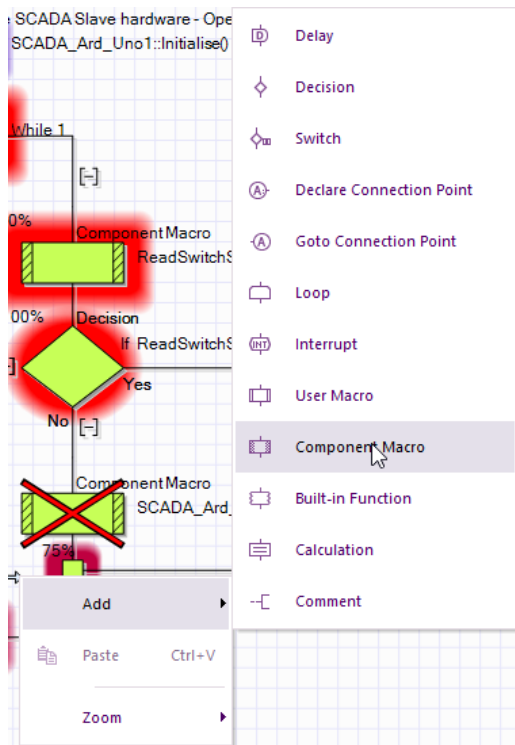 SCADA Slave hardware - Ope
SCADA_Ard_Uno1::Initialise()
While 1
[-]
0%
Component Macro
ReadSwitchS
00%
Decision
If ReadSwitchS
Yes
No
[-]
Component Macro
SCADA_Ard_
75%
Add
Paste Ctrl+V
Zoom
Delay
Decision
Switch
Declare Connection Point
Goto Connection Point
Loop
INT Interrupt
User Macro
Component Macro
Built-in Function
Calculation
Comment